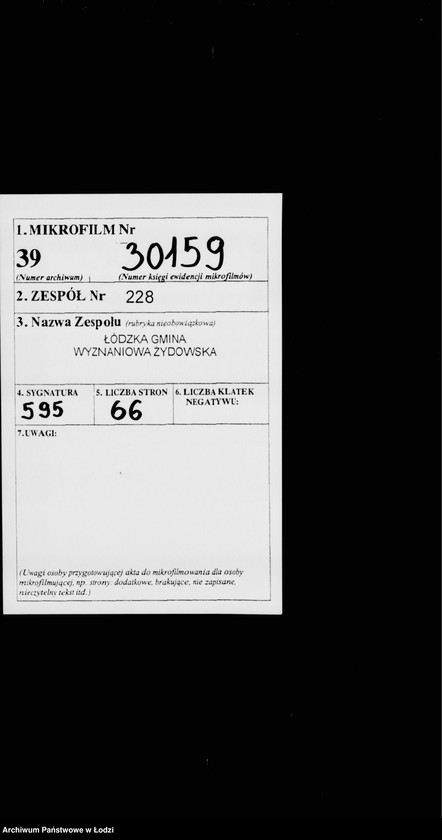 1. MIKROFILM Nr
39 30159
(Numer archiwum) (Numer księgi ewidencji mikrofilmów)
2. ZESPÓŁ Nr 228
3. Nazwa Zespołu (rubryka nieobowiązkowa)
ŁÓDZKA GMINA
WYZNANIOWA ŻYDOWSKA
4. SYGNATURA 5. LICZBA STRON 6. LICZBA KLATEK
NEGATYWU:
595 66
7. UWAGI:
(Uwagi osoby przygotowującej akta do mikrofilmowania dla osoby
mikrofilmującej, np. strony: dodatkowe, brakujące, nie zapisane,
nieczytelny tekst itd.)
Archiwum Państwowe w Łodzi